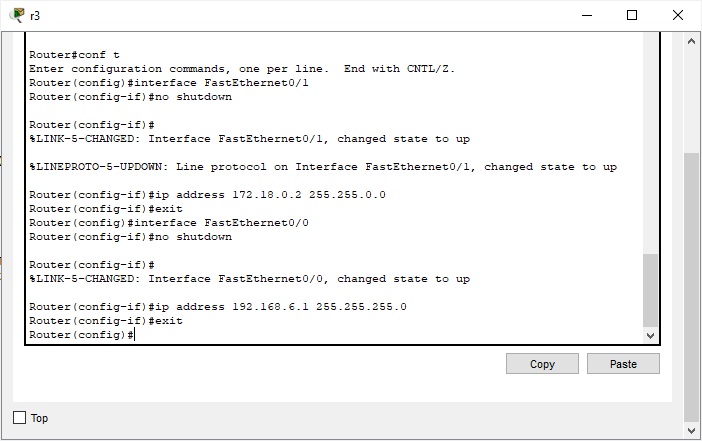 r3
Router#conf t
Enter configuration commands, one per line.  End with CNTL/Z.
Router(config)#interface FastEthernet0/1
Router(config-if)#no shutdown
Router(config-if)#
%LINK-5-CHANGED: Interface FastEthernet0/1, changed state to up
%LINEPROTO-5-UPDOWN: Line protocol on Interface FastEthernet0/1, changed state to up
Router(config-if)#ip address 172.18.0.2 255.255.0.0
Router(config-if)#exit
Router(config)#interface FastEthernet0/0
Router(config-if)#no shutdown
Router(config-if)#
%LINK-5-CHANGED: Interface FastEthernet0/0, changed state to up
Router(config-if)#ip address 192.168.6.1 255.255.255.0
Router(config-if)#exit
Router(config)#
Copy Paste
Top